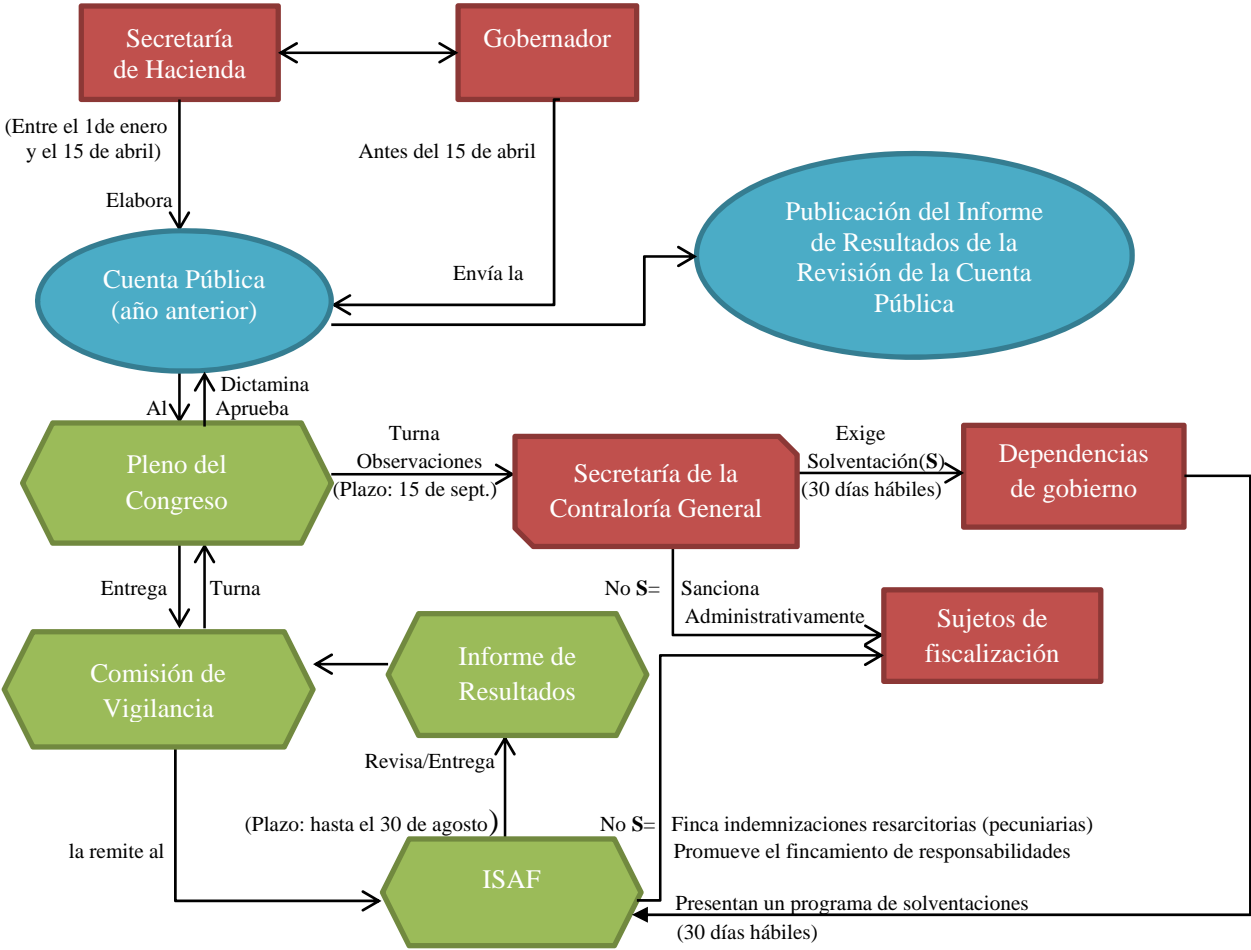 Secretaría
de Hacienda
Gobernador
(Entre el 1de enero
y el 15 de abril)
Antes del 15 de abril
Elabora
Publicación del Informe
de Resultados de la
Revisión de la Cuenta
Pública
Cuenta Pública
(año anterior)
Envía la
Dictamina
Al
Aprueba
Pleno del
Congreso
Turna
Observaciones
(Plazo: 15 de sept.)
Secretaría de la
Contraloría General
Exige
Solventación(S)
(30 días hábiles)
Dependencias
de gobierno
Entrega
Turna
No S=
Sanciona
Administrativamente
Sujetos de
fiscalización
Comisión de
Vigilancia
Informe de
Resultados
Revisa/Entrega
(Plazo: hasta el 30 de agosto)
No S=
Finca indemnizaciones resarcitorias (pecuniarias)
Promueve el fincamiento de responsabilidades
la remite al
ISAF
Presentan un programa de solventaciones
(30 días hábiles)